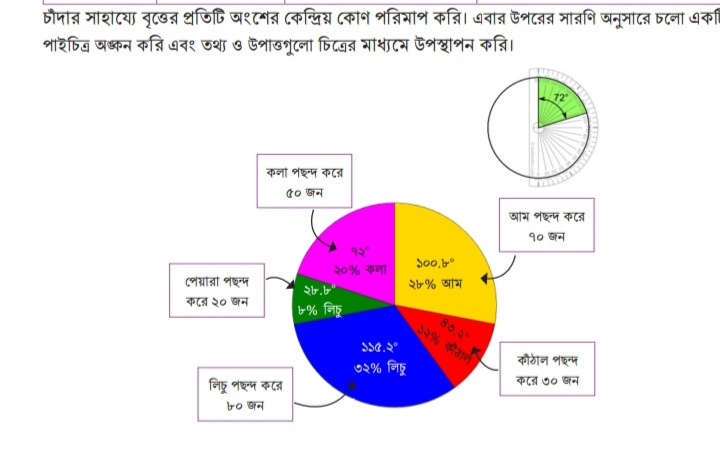 চাঁদার সাহায্যে বৃত্তের প্রতিটি অংশের কেন্দ্রিয় কোণ পরিমাপ করি। এবার উপরের সারণি অনুসারে চলো একটি
পাইচিত্র অঙ্কন করি এবং তথ্য ও উপাত্তগুলো চিত্রের মাধ্যমে উপস্থাপন করি।
72°
কলা পছন্দ করে
৫০ জন
আম পছন্দ করে
৭০ জন
৭২°
২০% কলা
১০০.৮°
২৮% আম
পেয়ারা পছন্দ
করে ২০ জন
২৮.৮°
৮% লিচু
৪৩.২°
১২% কাঁঠাল
১১৫.২°
৩২% লিচু
কাঁঠাল পছন্দ
করে ৩০ জন
লিচু পছন্দ করে
৮০ জন